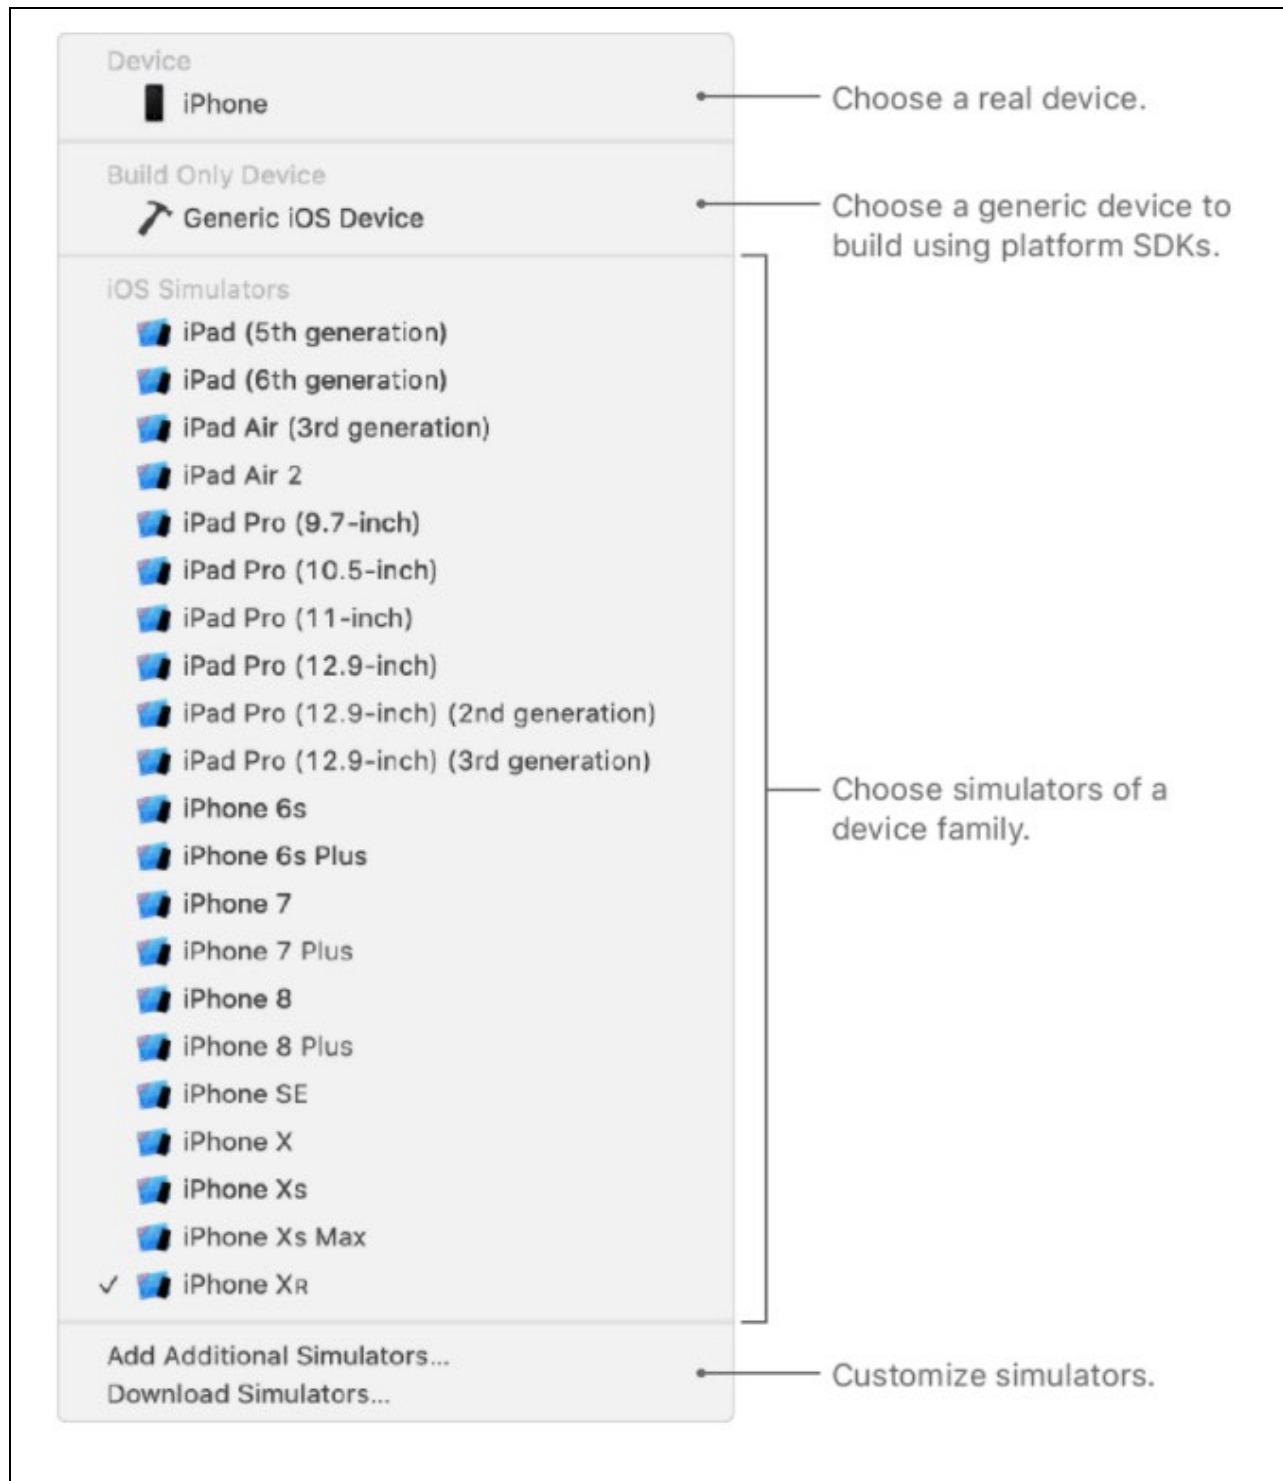 Device
iPhone
Choose a real device.
Build Only Device
Generic iOS Device
Choose a generic device to
build using platform SDKs.
iOS Simulators
iPad (5th generation)
iPad (6th generation)
iPad Air (3rd generation)
iPad Air 2
iPad Pro (9.7-inch)
iPad Pro (10.5-inch)
iPad Pro (11-inch)
iPad Pro (12.9-inch)
iPad Pro (12.9-inch) (2nd generation)
iPad Pro (12.9-inch) (3rd generation)
iPhone 6s
iPhone 6s Plus
iPhone 7
iPhone 7 Plus
iPhone 8
iPhone 8 Plus
iPhone SE
iPhone X
iPhone Xs
iPhone Xs Max
iPhone XR
Choose simulators of a
device family.
Add Additional Simulators...
Download Simulators...
Customize simulators.